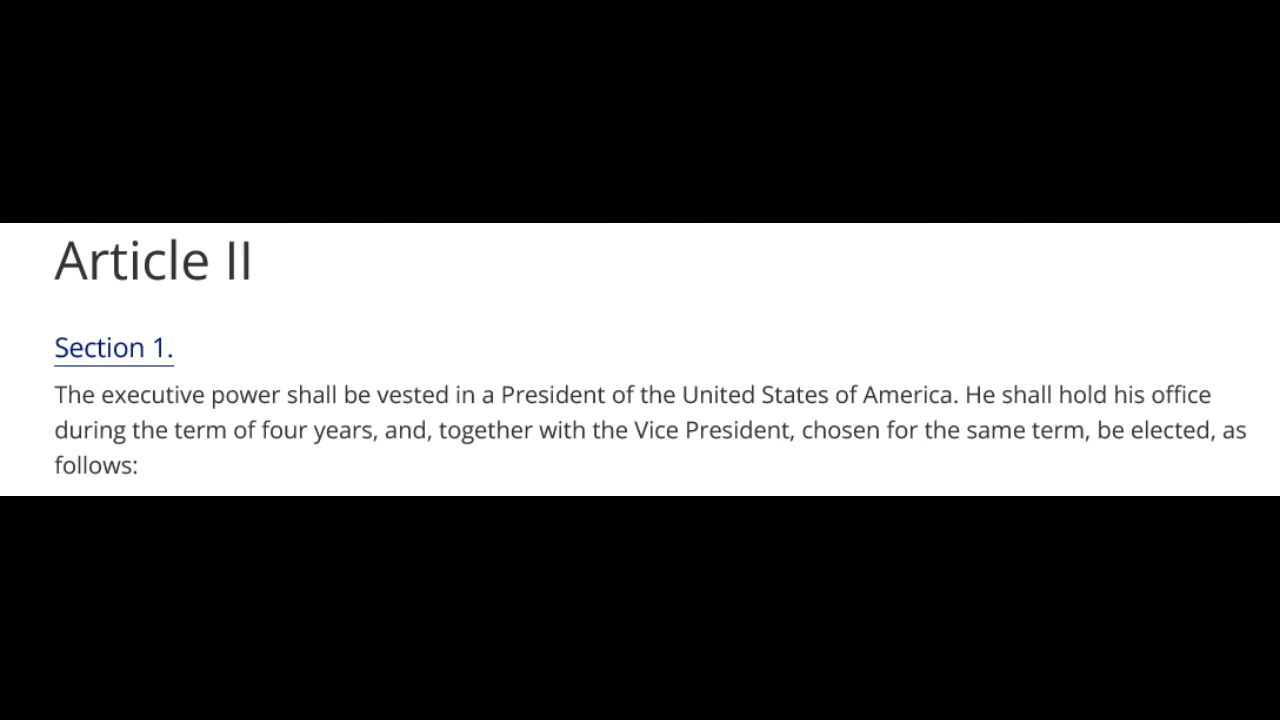 Article II
Section 1.
The executive power shall be vested in a President of the United States of America. He shall hold his office
during the term of four years, and, together with the Vice President, chosen for the same term, be elected, as
follows: